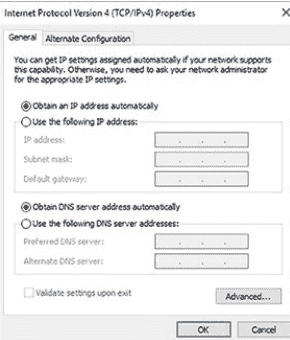 Internet Protocol Version 4 (TCP/IPv4) Properties
General Alternate Configuration
You can get IP settings assigned automatically if your network supports
this capability. Otherwise, you need to ask your network administrator
for the appropriate IP settings.
Obtain an IP address automatically
Use the following IP address:
IP address:
Subnet mask:
Default gateway:
Obtain DNS server address automatically
Use the following DNS server addresses:
Preferred DNS server:
Alternate DNS server:
Validate settings upon exit
Advanced...
OK Cancel